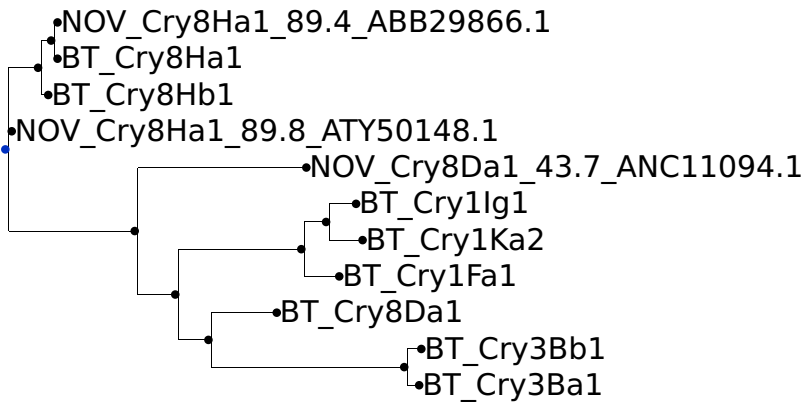 NOV_Cry8Ha1_89.4_ABB29866.1
BT_Cry8Ha1
BT_Cry8Hb1
NOV_Cry8Ha1_89.8_ATY50148.1
NOV_Cry8Da1_43.7_ANC11094.1
BT_Cry1Ig1
BT_Cry1Ka2
BT_Cry1Fa1
BT_Cry8Da1
BT_Cry3Bb1
BT_Cry3Ba1